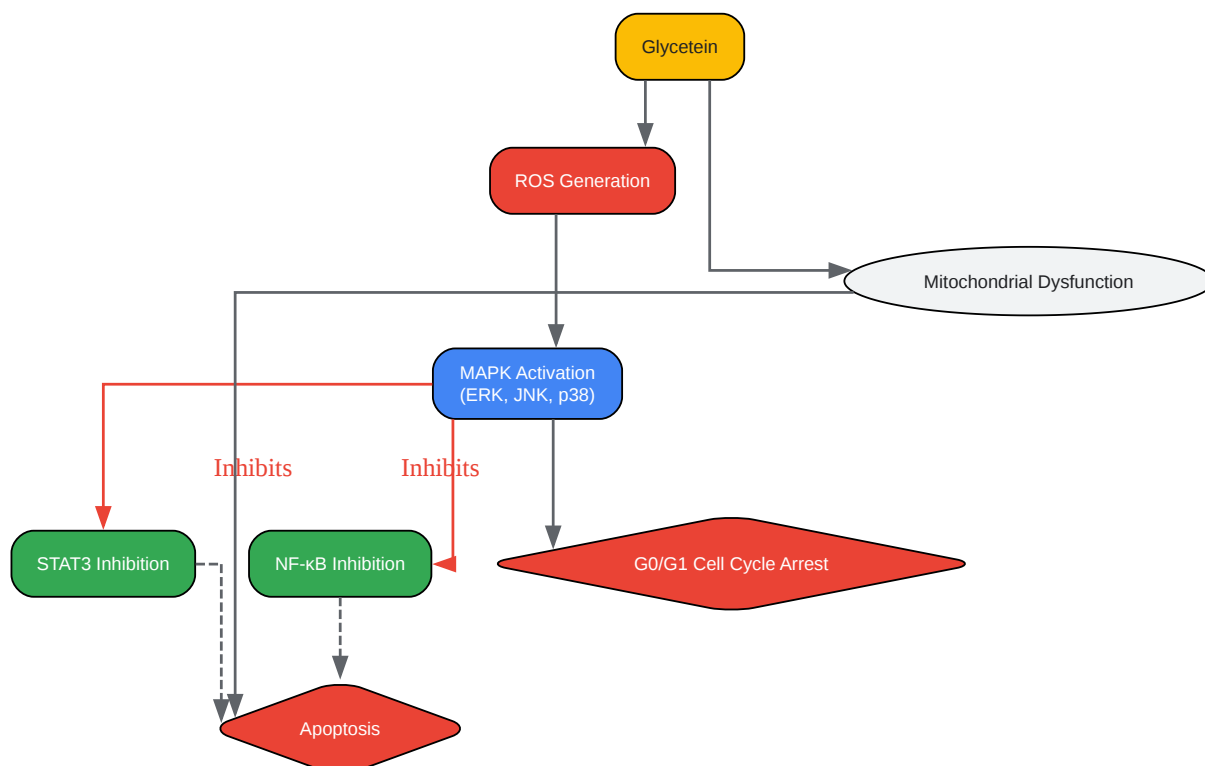 Glycetein
ROS Generation
Mitochondrial Dysfunction
MAPK Activation
(ERK, JNK, p38)
Inhibits
Inhibits
STAT3 Inhibition
NF-κB Inhibition
G0/G1 Cell Cycle Arrest
Apoptosis